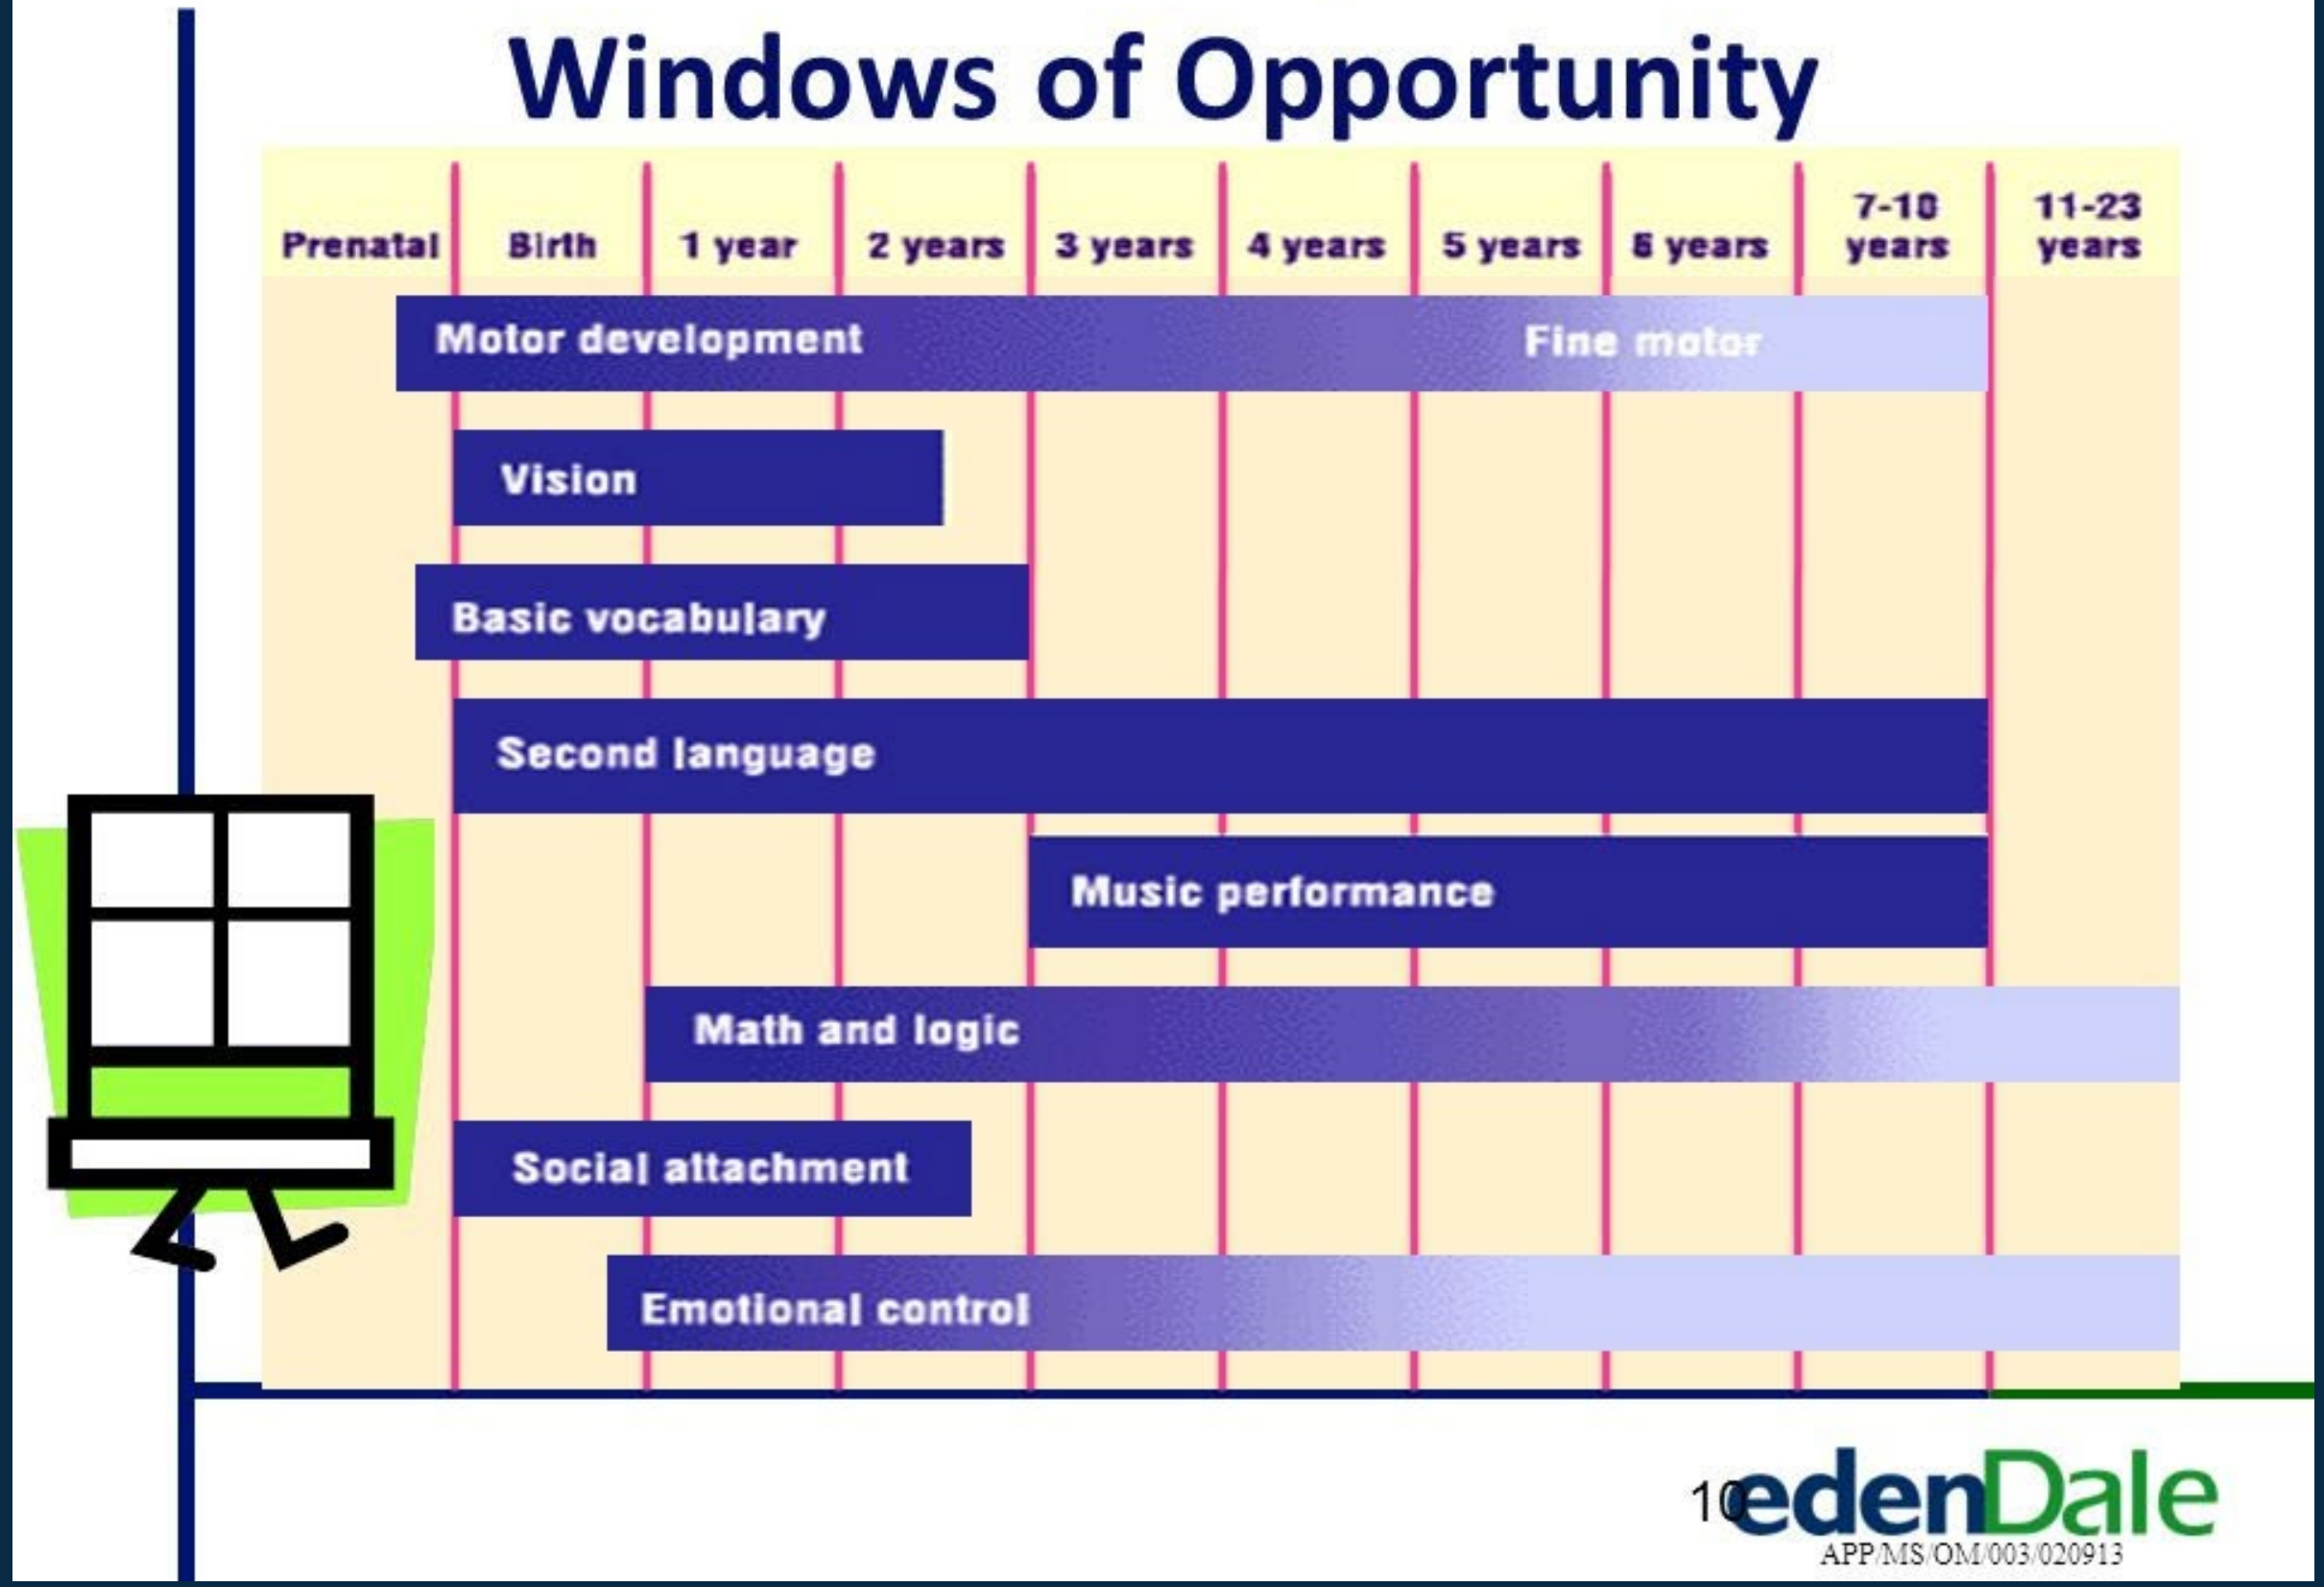 Windows of Opportunity
Prenatal
Birth
1 year
2 years
3 years
4 years
5 years
6 years
7-10
years
11-23
years
Motor development
Fine motor
Vision
Basic vocabulary
Second language
Music performance
Math and logic
Social attachment
Emotional control
10
edenDale
APP/MS/OM/003/020913